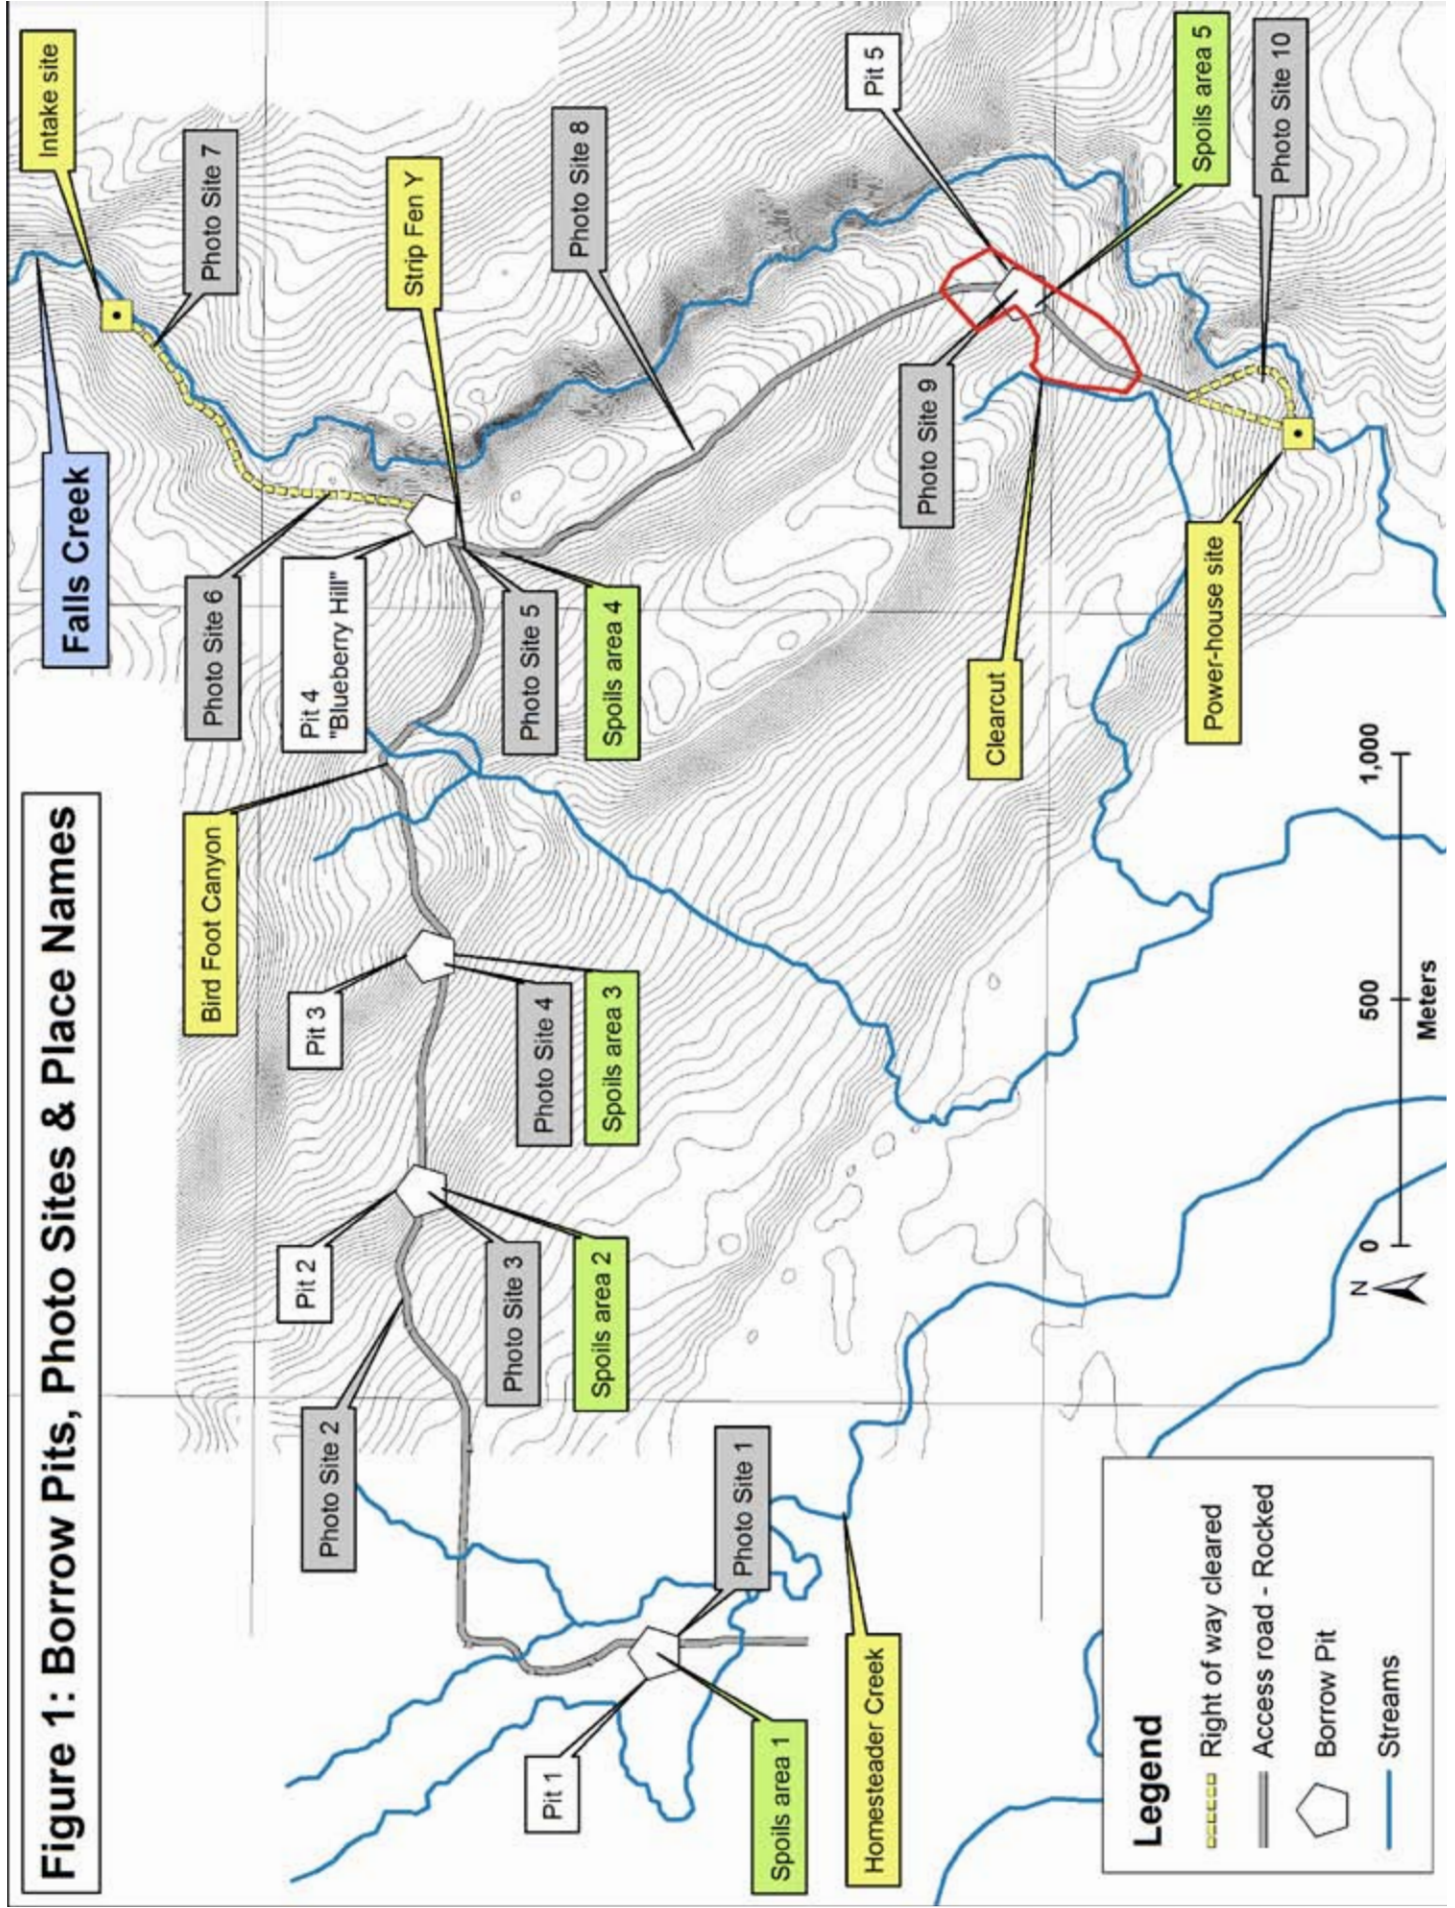 Figure 1: Borrow Pits, Photo Sites & Place Names
Falls Creek
Intake site
Photo Site 7
Photo Site 6
Bird Foot Canyon
Pit 4
"Blueberry Hill"
Strip Fen Y
Pit 3
Pit 2
Photo Site 2
Photo Site 5
Photo Site 4
Photo Site 3
Photo Site 8
Spoils area 4
Spoils area 3
Spoils area 2
Pit 1
Photo Site 1
Spoils area 1
Homesteader Creek
Pit 5
Photo Site 9
Clearcut
Spoils area 5
Photo Site 10
Power-house site
Legend
Right of way cleared
Access road - Rocked
Borrow Pit
Streams
N
0
500
1,000
Meters